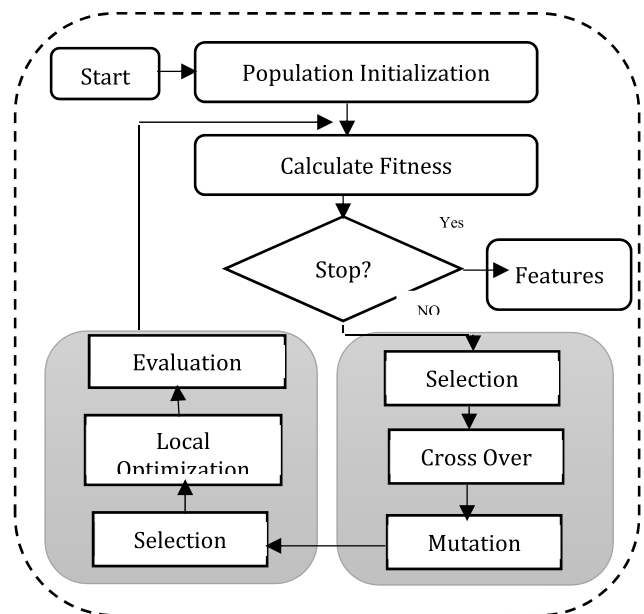 Start
Population Initialization
Calculate Fitness
Yes
Stop?
Features
NO
Evaluation
Selection
Local
Optimization
Cross Over
Selection
Mutation